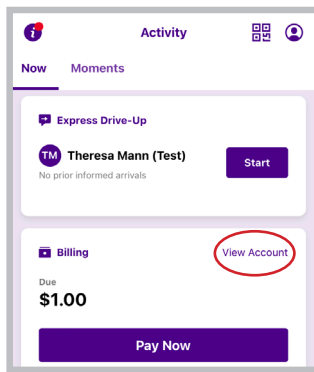 Activity
Now Moments
Express Drive-Up
TM Theresa Mann (Test)
No prior informed arrivals
Start
Billing
View Account
Due
$1.00
Pay Now